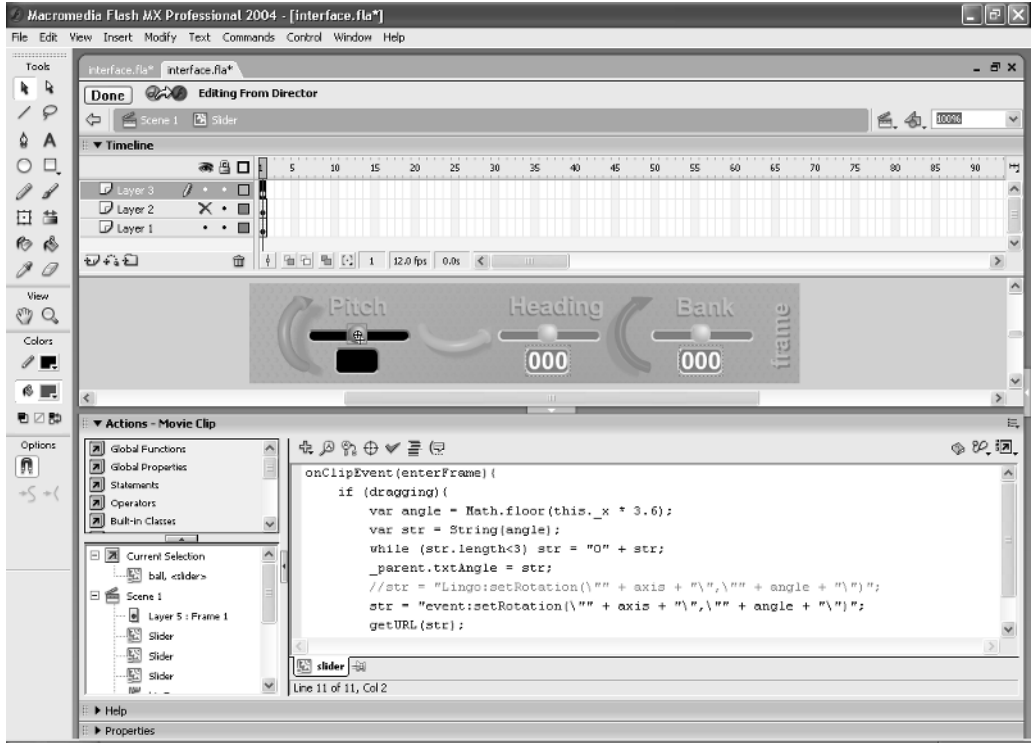 Macromedia Flash MX Professional 2004 - [interface.fla*]
File Edit View Insert Modify Text Commands Control Window Help
Tools
interface.fla* interface.fla*
Done Editing From Director
Scene 1 Slider 100%
Timeline
1 5 10 15 20 25 30 35 40 45 50 55 60 65 70 75 80 85 90
Layer 3
Layer 2
Layer 1
1 12.0 fps 0.0s
View
Colors
Options
Pitch Heading Bank frame
000 000
Actions - Movie Clip
Global Functions
Global Properties
Statements
Operators
Built-in Classes
Current Selection
ball, <slider>
Scene 1
Layer 5 : Frame 1
Slider
Slider
Slider
onClipEvent(enterFrame){
if (dragging){
var angle = Math.floor(this._x * 3.6);
var str = String(angle);
while (str.length<3) str = "0" + str;
_parent.txtAngle = str;
//str = "Lingo:setRotation(\"" + axis + "\",\"" + angle + "\")";
str = "event:setRotation(\"" + axis + "\",\"" + angle + "\")";
getURL(str);
slider
Line 11 of 11, Col 2
Help
Properties